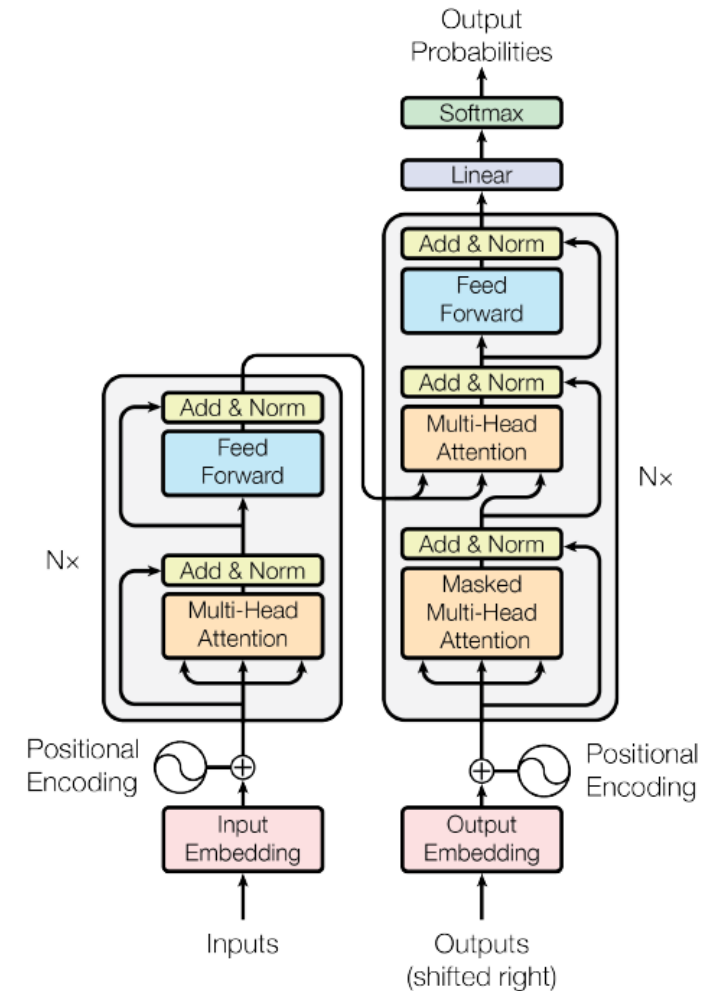 Output
Probabilities
Softmax
Linear
Add & Norm
Feed
Forward
Add & Norm
Multi-Head
Attention
Add & Norm
Masked
Multi-Head
Attention
N×
Add & Norm
Feed
Forward
Add & Norm
Multi-Head
Attention
N×
Positional
Encoding
Positional
Encoding
Input
Embedding
Output
Embedding
Inputs
Outputs
(shifted right)